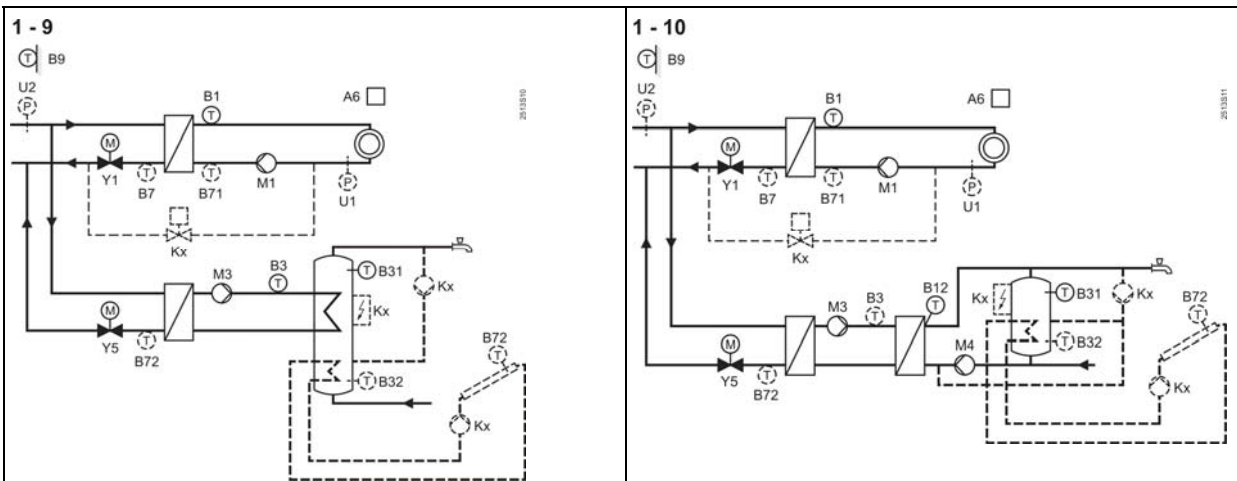 1 - 9
T B9
U2
P
B1
T
A6
2513S10
M
Y1
T
B7
T
B71
M1
P
U1
Kx
M3
B3
T
T B31
Kx
Kx
M
Y5
T
B72
T B32
B72
T
Kx
1 - 10
T B9
U2
P
B1
T
A6
2513S11
M
Y1
T
B7
T
B71
M1
P
U1
Kx
M3
B3
T
B12
T
Kx
T B31
Kx
M
Y5
T
B72
M4
T B32
B72
T
Kx